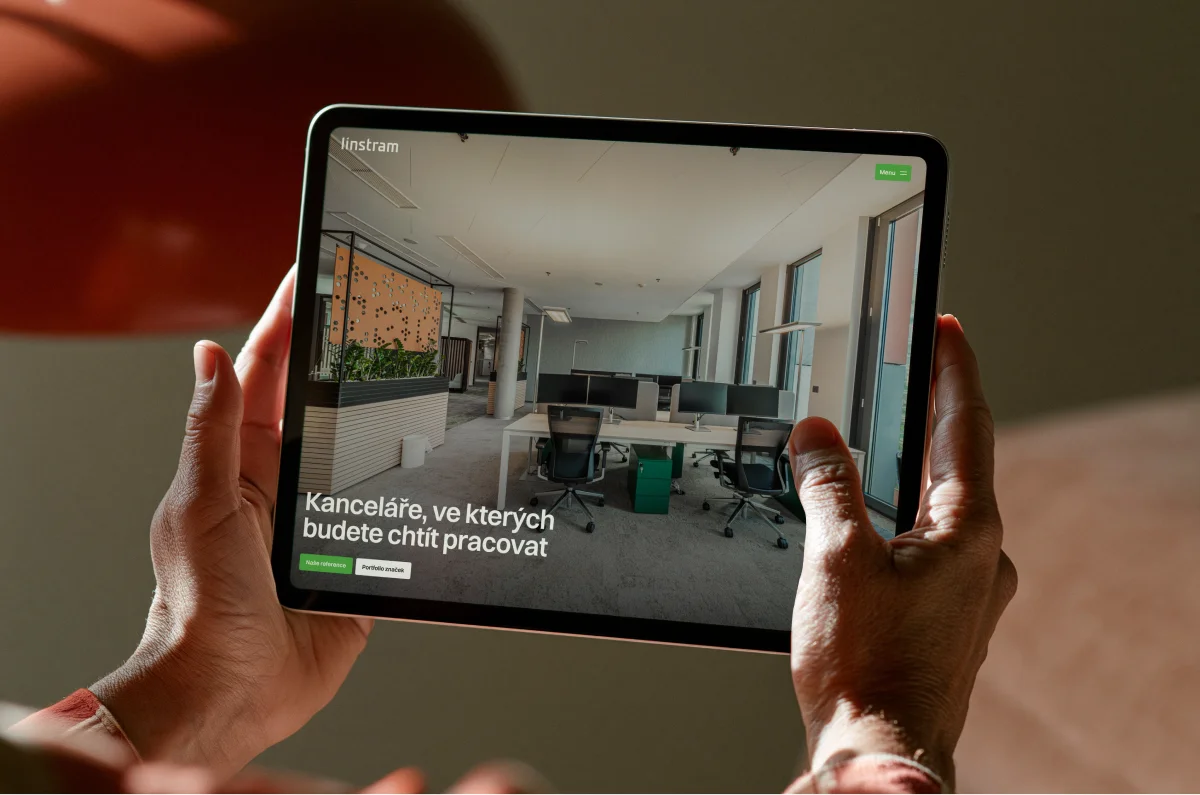 linstram
Menu
Kanceláře, ve kterých
budete chtít pracovat
Naše reference
Portfolio značek